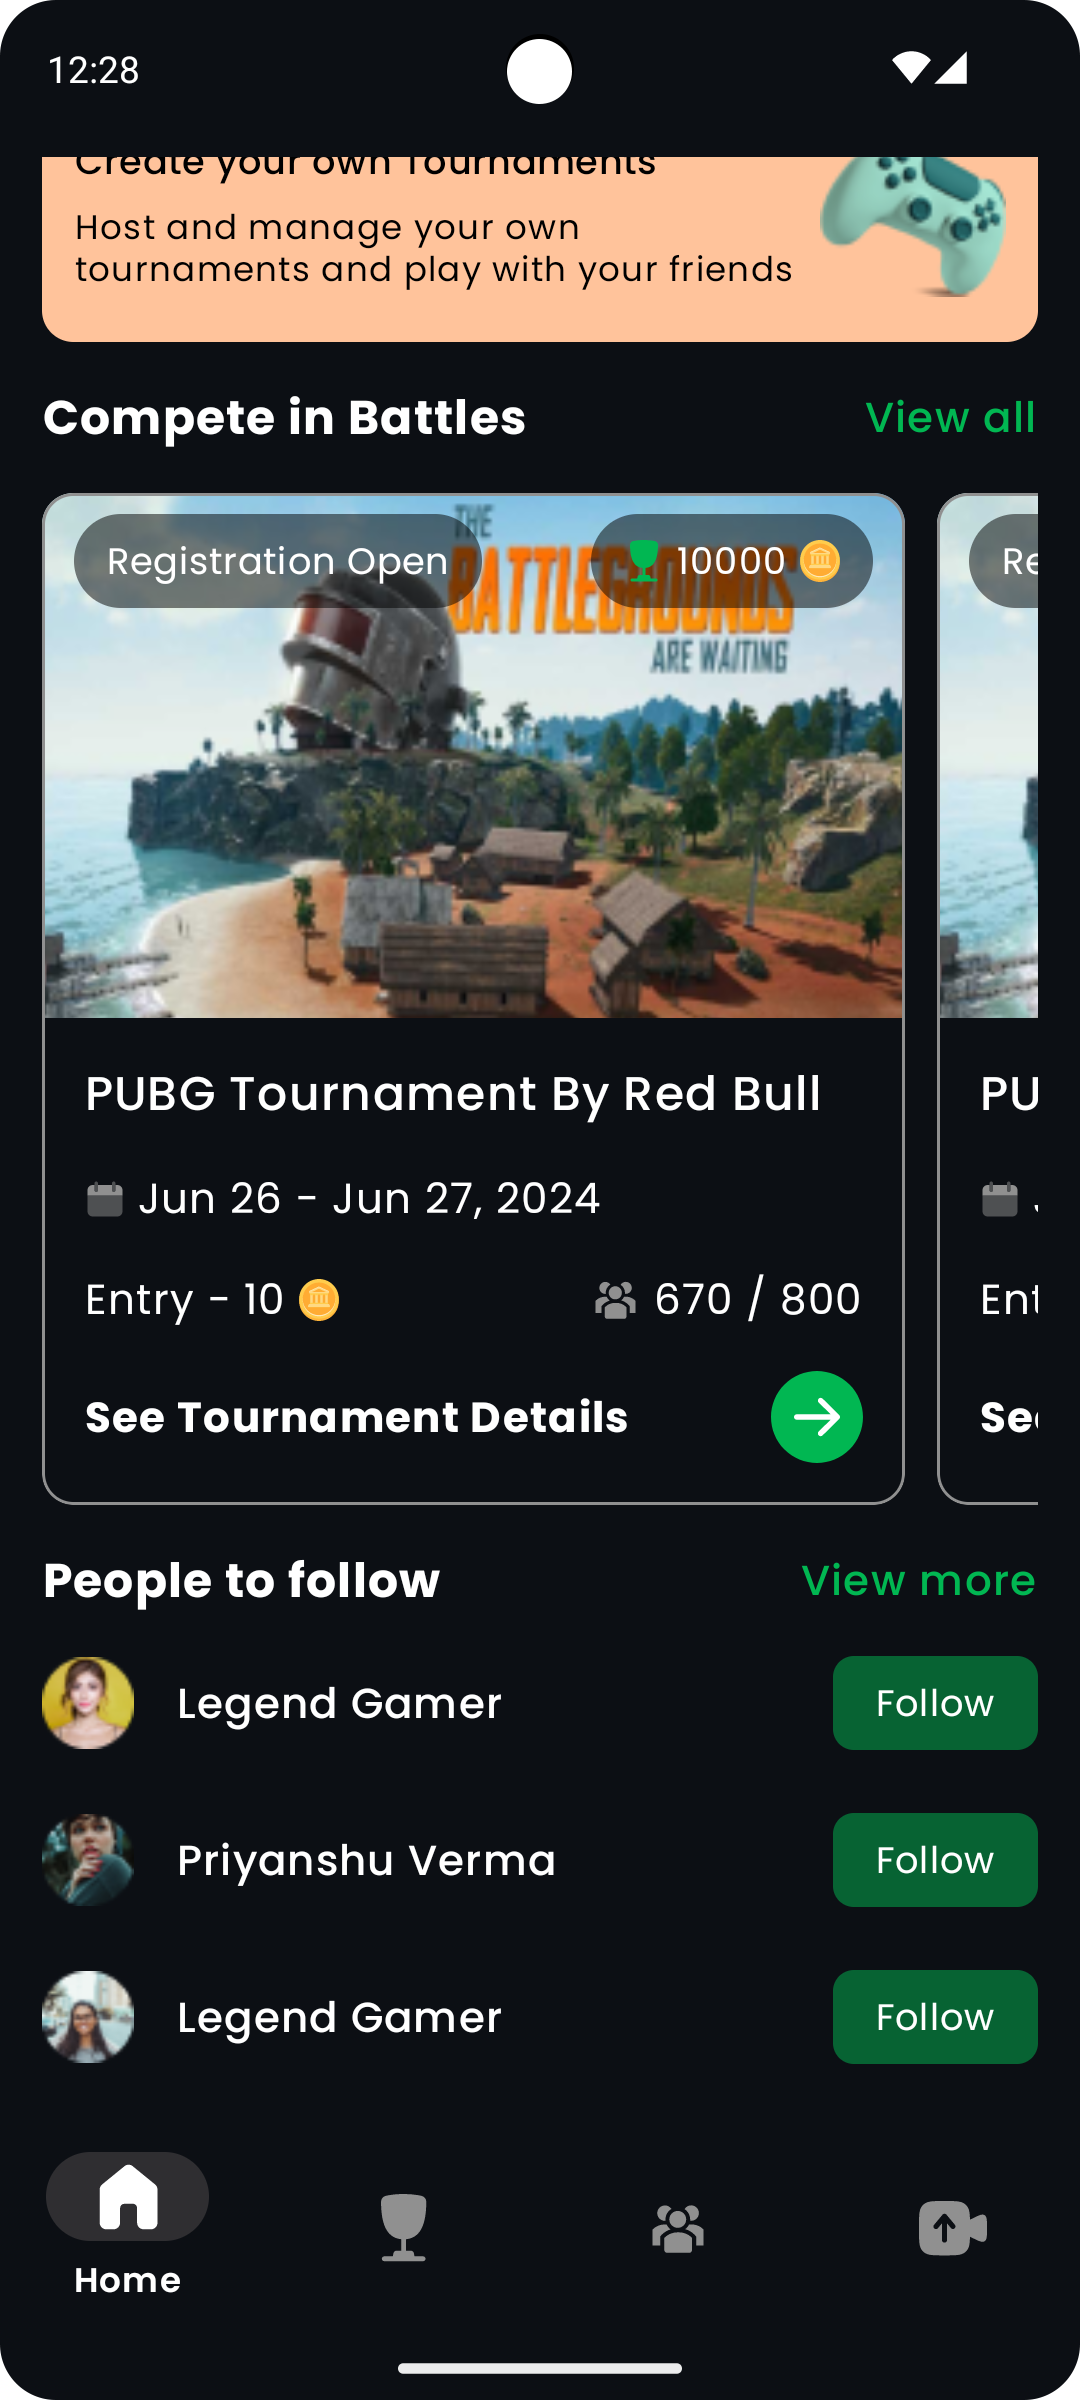 12:28
Create your own Tournaments
Host and manage your own
tournaments and play with your friends
Compete in Battles
View all
THE
Registration Open
10000
Re
BATTLEGROUNDS
ARE WAITING
PUBG Tournament By Red Bull
PU
Jun 26 - Jun 27, 2024
Entry - 10
670 / 800
Ent
See Tournament Details
See
People to follow
View more
Legend Gamer
Follow
Priyanshu Verma
Follow
Legend Gamer
Follow
Home